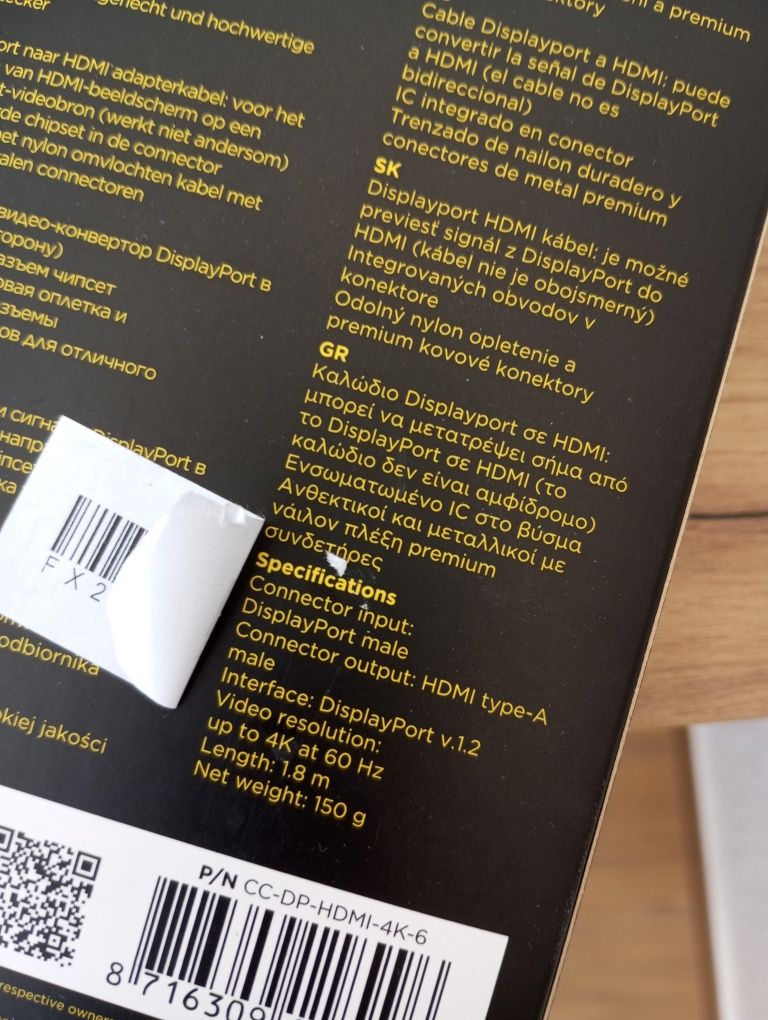 hochwertige
ort naar HDMI adapterkabel: voor het
van HDMI-beeldscherm op een
t-videobron (werkt niet andersom)
rde chipset in de connector
et nylon omvlochten kabel met
alen connectoren
видео-конвертор DisplayPort в
торону)
азъем чипсет
овая оплетка и
зъемы
ов для отличного
DisplayPort в
FX2
odbiornika
kiej jakości
a premium
Cable Displayport a HDMI: puede
convertir la señal de DisplayPort
a HDMI (el cable no es
bidireccional)
IC integrado en conector
Trenzado de nailon duradero y
conectores de metal premium
SK
Displayport HDMI kábel: je možné
previesť signál z DisplayPort do
HDMI (kábel nie je obojsmerný)
Integrovaných obvodov v
konektore
Odolný nylon opletenie a
premium kovové konektory
GR
Καλώδιο Displayport σε HDMI:
μπορεί να μετατρέψει σήμα από
το DisplayPort σε HDMI (το
καλώδιο δεν είναι αμφίδρομο)
Ενσωματωμένο IC στο βύσμα
Ανθεκτικοί και μεταλλικοί με
νάιλον πλέξη premium
συνδετήρες
Specifications
Connector input:
DisplayPort male
Connector output: HDMI type-A
male
Interface: DisplayPort v.1.2
Video resolution:
up to 4K at 60 Hz
Length: 1.8 m
Net weight: 150 g
P/N CC-DP-HDMI-4K-6
8 716309
respective owners